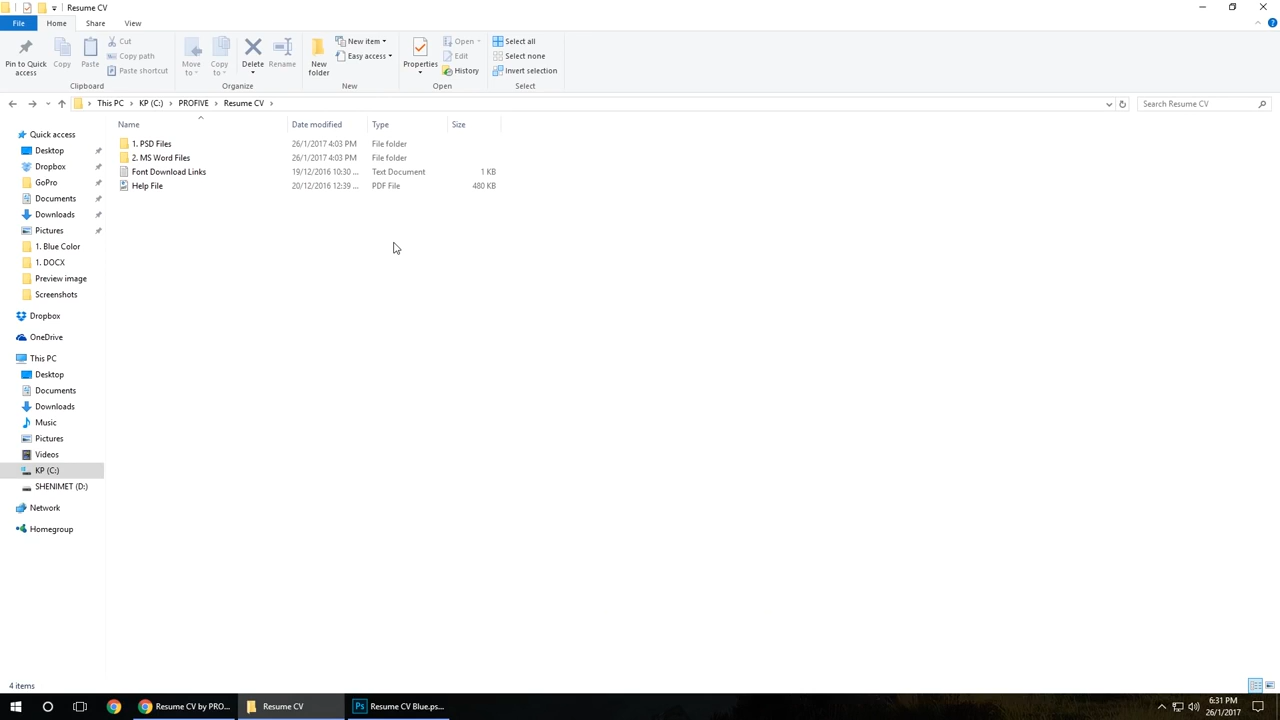 Resume CV
File Home Share View
Pin to Quick access
Copy
Paste
Cut
Copy path
Paste shortcut
Clipboard
Move to
Copy to
Delete
Rename
Organize
New folder
New item
Easy access
New
Properties
Open
Edit
History
Open
Select all
Select none
Invert selection
Select
This PC > KP (C:) > PROFIVE > Resume CV >
Search Resume CV
Quick access
Desktop
Dropbox
GoPro
Documents
Downloads
Pictures
1. Blue Color
1. DOCX
Preview image
Screenshots
Dropbox
OneDrive
This PC
Desktop
Documents
Downloads
Music
Pictures
Videos
KP (C:)
SHENIMET (D:)
Network
Homegroup
Name Date modified Type Size
1. PSD Files 26/1/2017 4:03 PM File folder
2. MS Word Files 26/1/2017 4:03 PM File folder
Font Download Links 19/12/2016 10:30 ... Text Document 1 KB
Help File 20/12/2016 12:39 ... PDF File 480 KB
4 items
Resume CV by PRO...
Resume CV
Ps Resume CV Blue.ps...
6:31 PM
26/1/2017